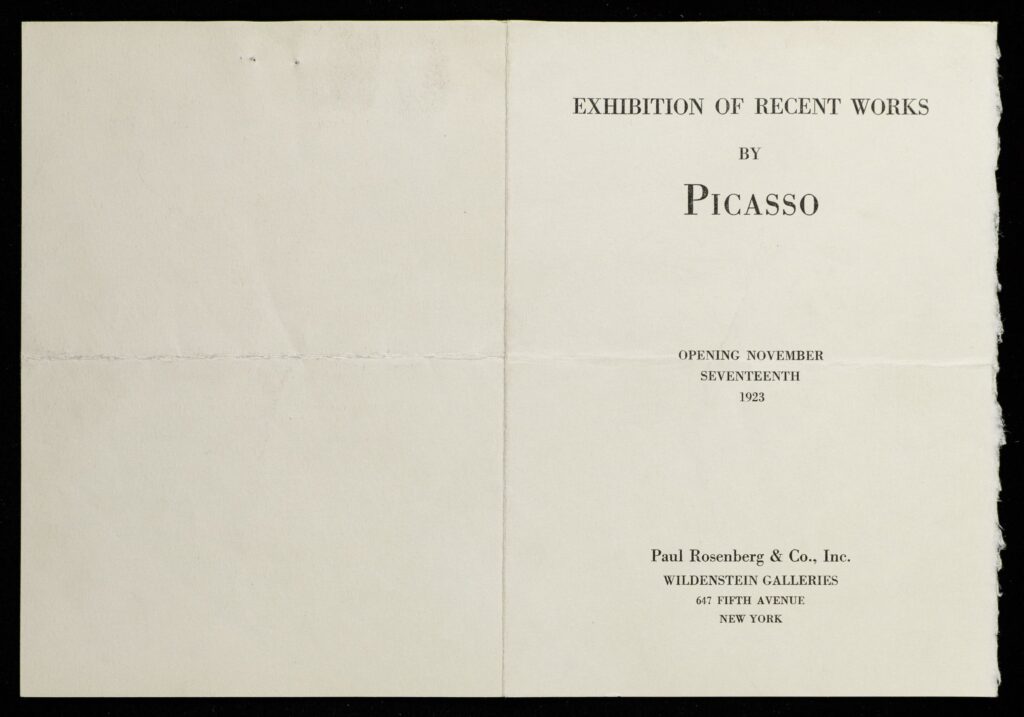 EXHIBITION OF RECENT WORKS
BY
PICASSO
OPENING NOVEMBER
SEVENTEENTH
1923
Paul Rosenberg & Co., Inc.
WILDENSTEIN GALLERIES
647 FIFTH AVENUE
NEW YORK